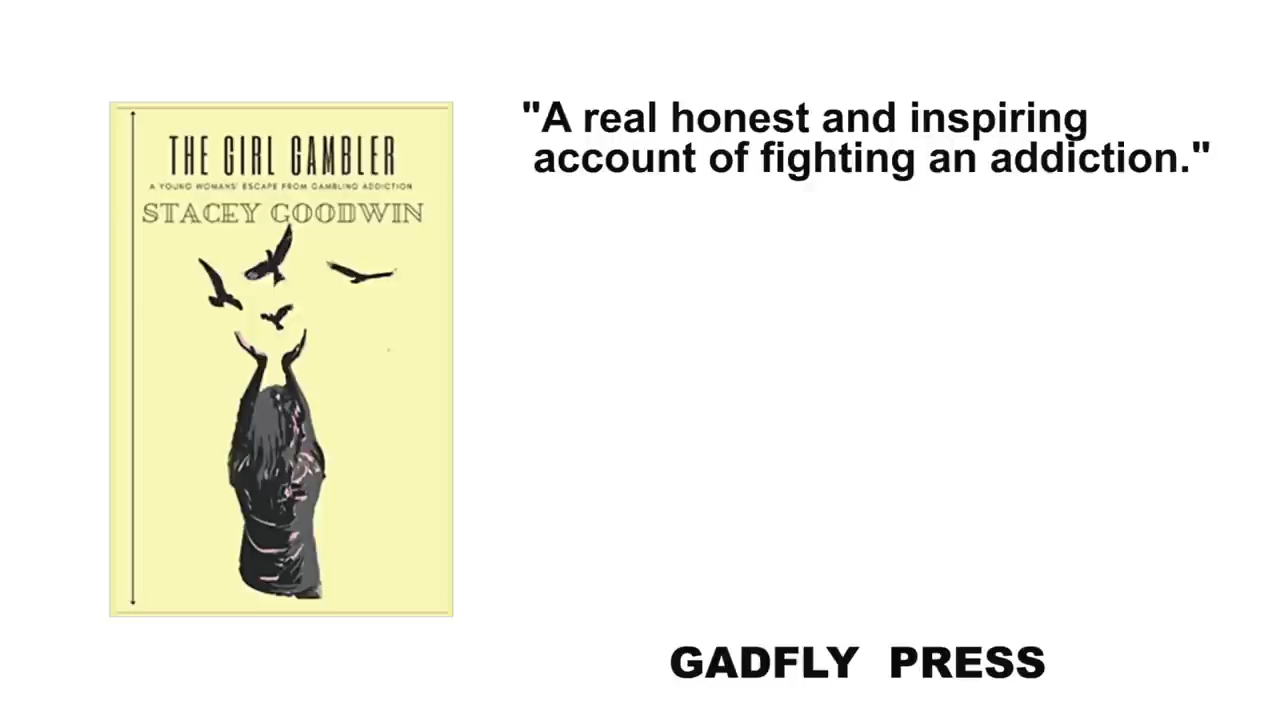 THE GIRL GAMBLER
A YOUNG WOMANS' ESCAPE FROM GAMBLING ADDICTION
STACEY GOODWIN
"A real honest and inspiring
account of fighting an addiction."
GADFLY PRESS